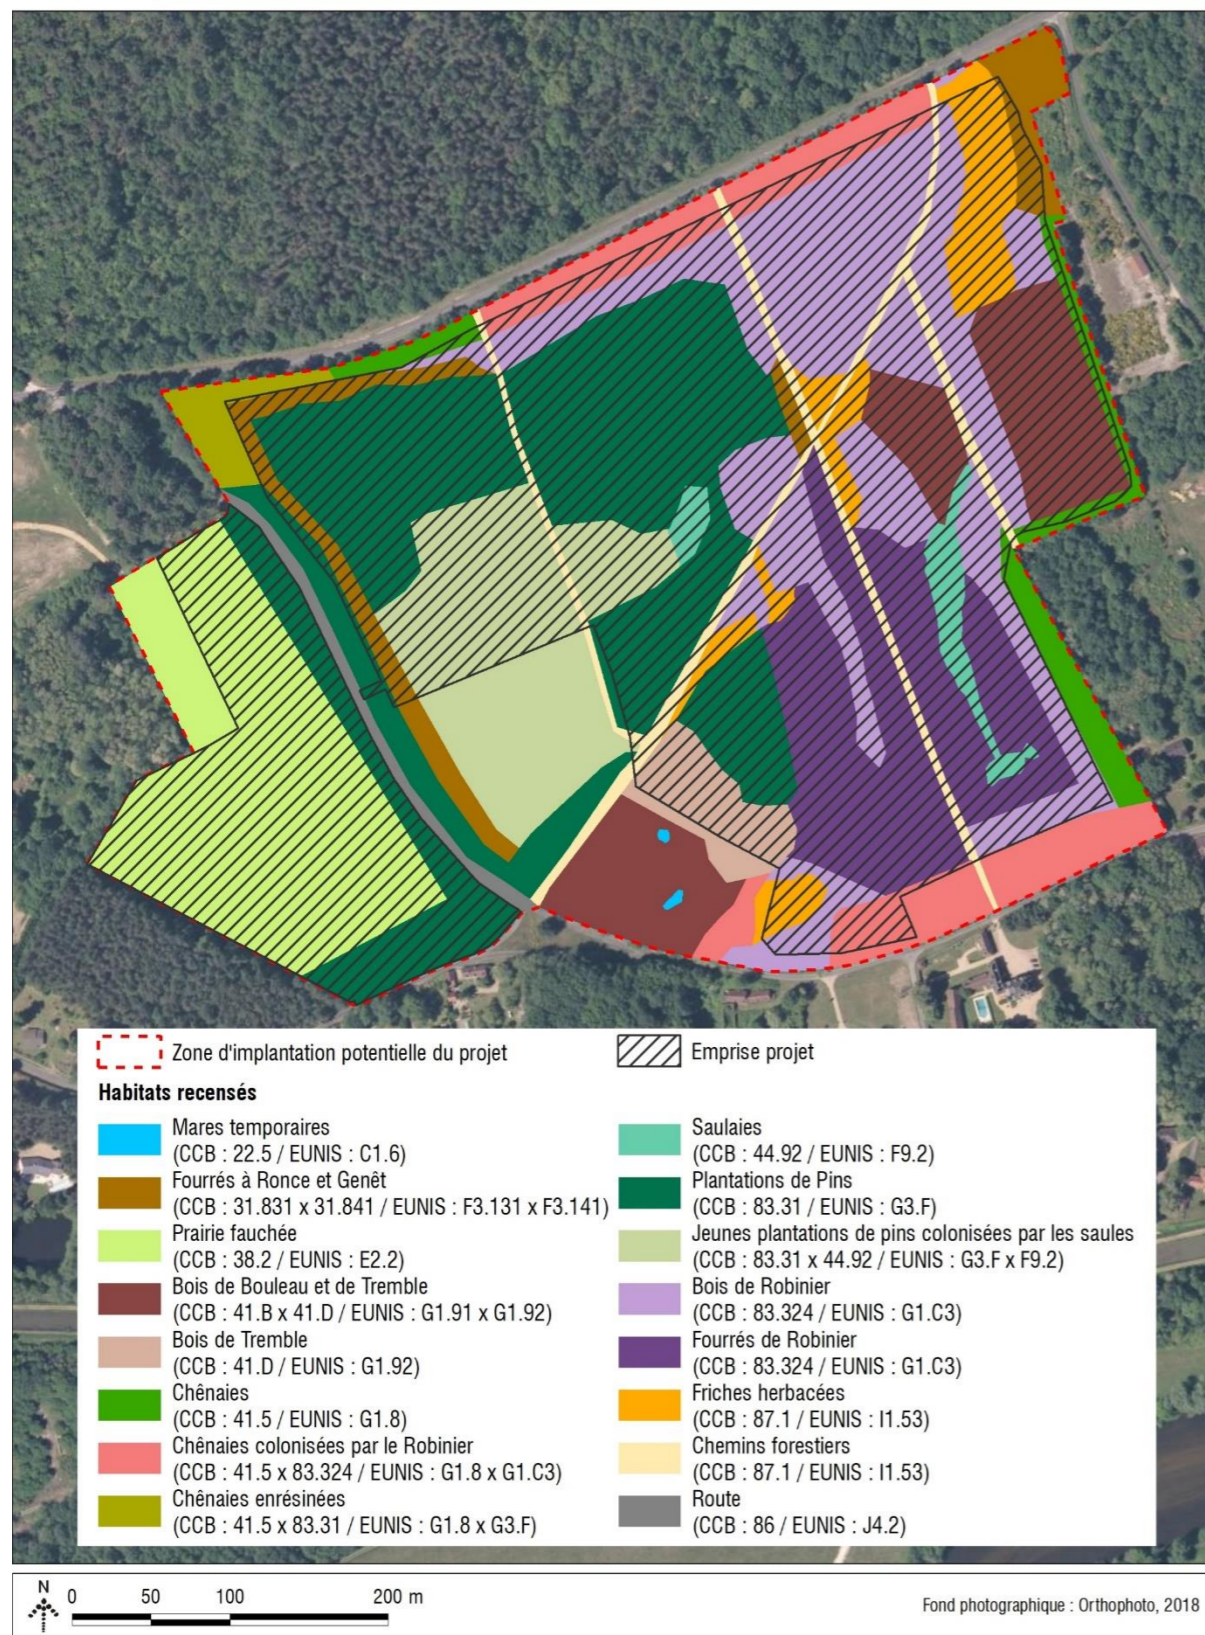 Zone d'implantation potentielle du projet
Emprise projet
Habitats recensés
Mares temporaires
(CCB : 22.5 / EUNIS : C1.6)
Fourrés à Ronce et Genêt
(CCB : 31.831 x 31.841 / EUNIS : F3.131 x F3.141)
Prairie fauchée
(CCB : 38.2 / EUNIS : E2.2)
Bois de Bouleau et de Tremble
(CCB : 41.B x 41.D / EUNIS : G1.91 x G1.92)
Bois de Tremble
(CCB : 41.D / EUNIS : G1.92)
Chênaies
(CCB : 41.5 / EUNIS : G1.8)
Chênaies colonisées par le Robinier
(CCB : 41.5 x 83.324 / EUNIS : G1.8 x G1.C3)
Chênaies enrésinées
(CCB : 41.5 x 83.31 / EUNIS : G1.8 x G3.F)
Saulaies
(CCB : 44.92 / EUNIS : F9.2)
Plantations de Pins
(CCB : 83.31 / EUNIS : G3.F)
Jeunes plantations de pins colonisées par les saules
(CCB : 83.31 x 44.92 / EUNIS : G3.F x F9.2)
Bois de Robinier
(CCB : 83.324 / EUNIS : G1.C3)
Fourrés de Robinier
(CCB : 83.324 / EUNIS : G1.C3)
Friches herbacées
(CCB : 87.1 / EUNIS : I1.53)
Chemins forestiers
(CCB : 87.1 / EUNIS : I1.53)
Route
(CCB : 86 / EUNIS : J4.2)
N
0 50 100 200 m
Fond photographique : Orthophoto, 2018